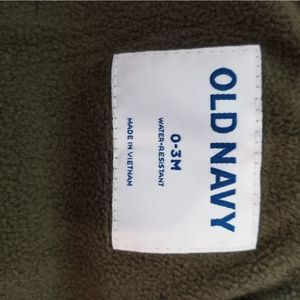 OLD NAVY
0-3M
WATER-RESISTANT
MADE IN VIETNAM